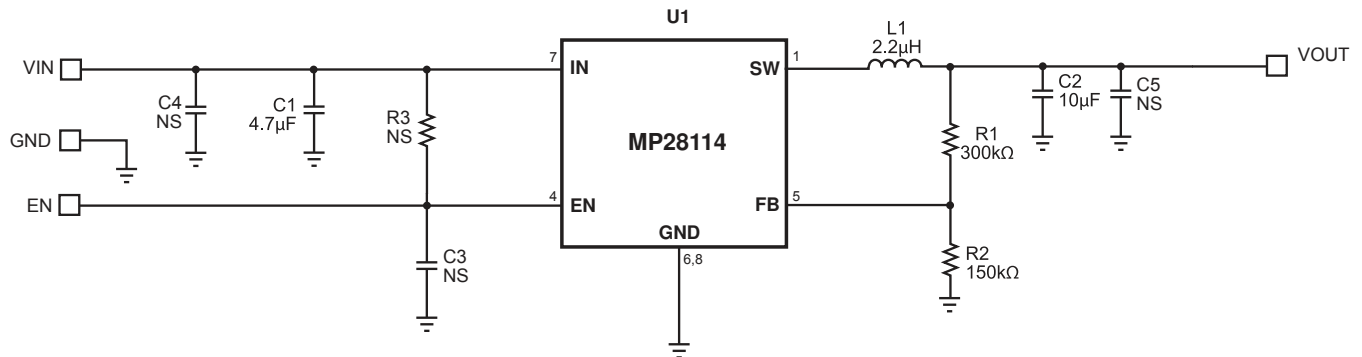 U1
VIN
C4
NS
C1
4.7µF
R3
NS
7
IN
SW
1
L1
2.2µH
C2
10µF
C5
NS
VOUT
GND
MP28114
R1
300kΩ
EN
4
EN
FB
5
GND
6,8
C3
NS
R2
150kΩ